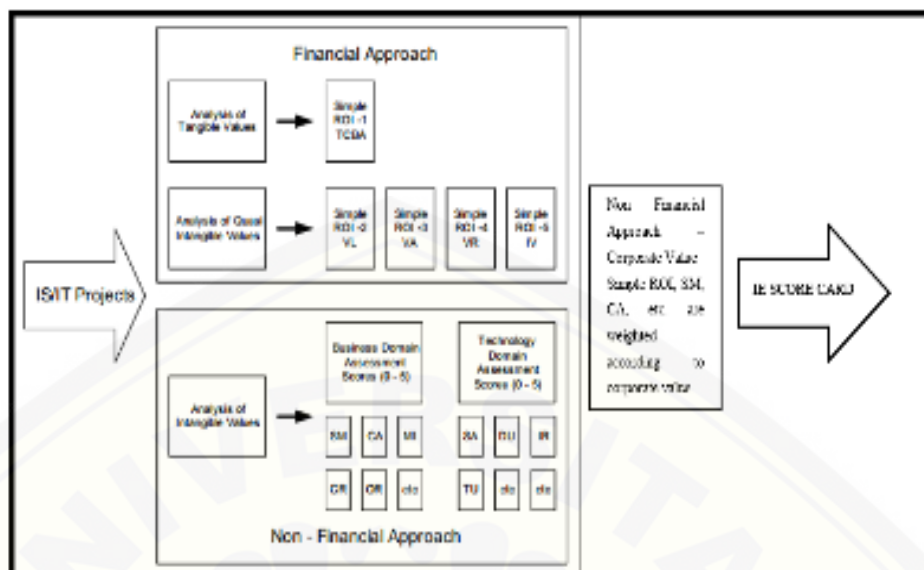 Financial Approach
Analysis of
Tangible Values
Simple
ROI -1
TCBA
Analysis of Quasi
Intangible Values
Simple
ROI -2
VL
Simple
ROI -3
VA
Simple
ROI -4
VR
Simple
ROI -5
IV
IS/IT Projects
Business Domain
Assessment
Scores (0 - 5)
Technology
Domain
Assessment
Scores (0 - 5)
Analysis of
Intangible Values
SM
CA
MI
SA
DU
IR
CR
OR
etc
TU
etc
etc
Non - Financial Approach
Non Financial
Approach –
Corporate Value
Simple ROI, SM,
CA, etc are
weighted
according to
corporate value
IE SCORE CARD
UNIVERSITA